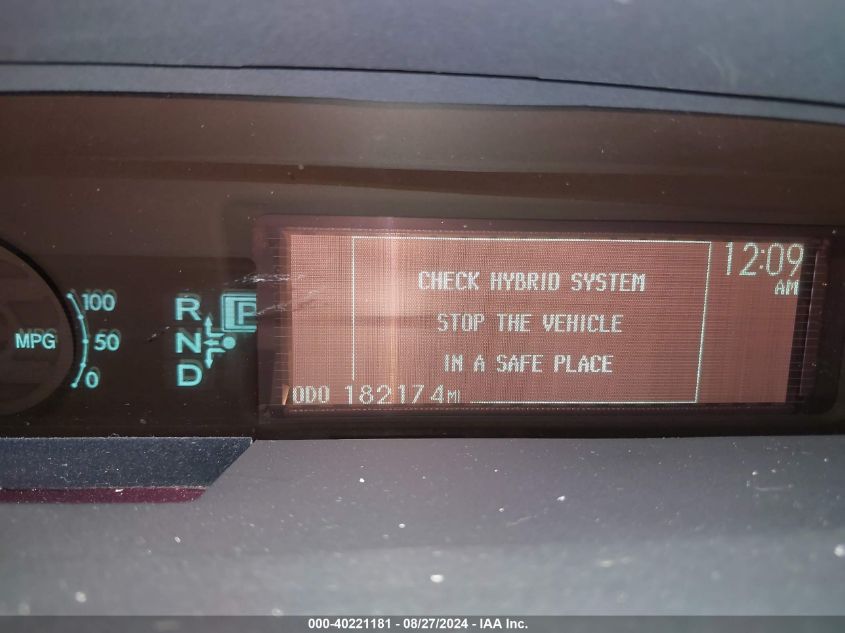 12:09
AM
CHECK HYBRID SYSTEM
STOP THE VEHICLE
IN A SAFE PLACE
ODO 182174 MI
MPG
100
50
0
R
P
N
D
000-40221181 - 08/27/2024 - IAA Inc.